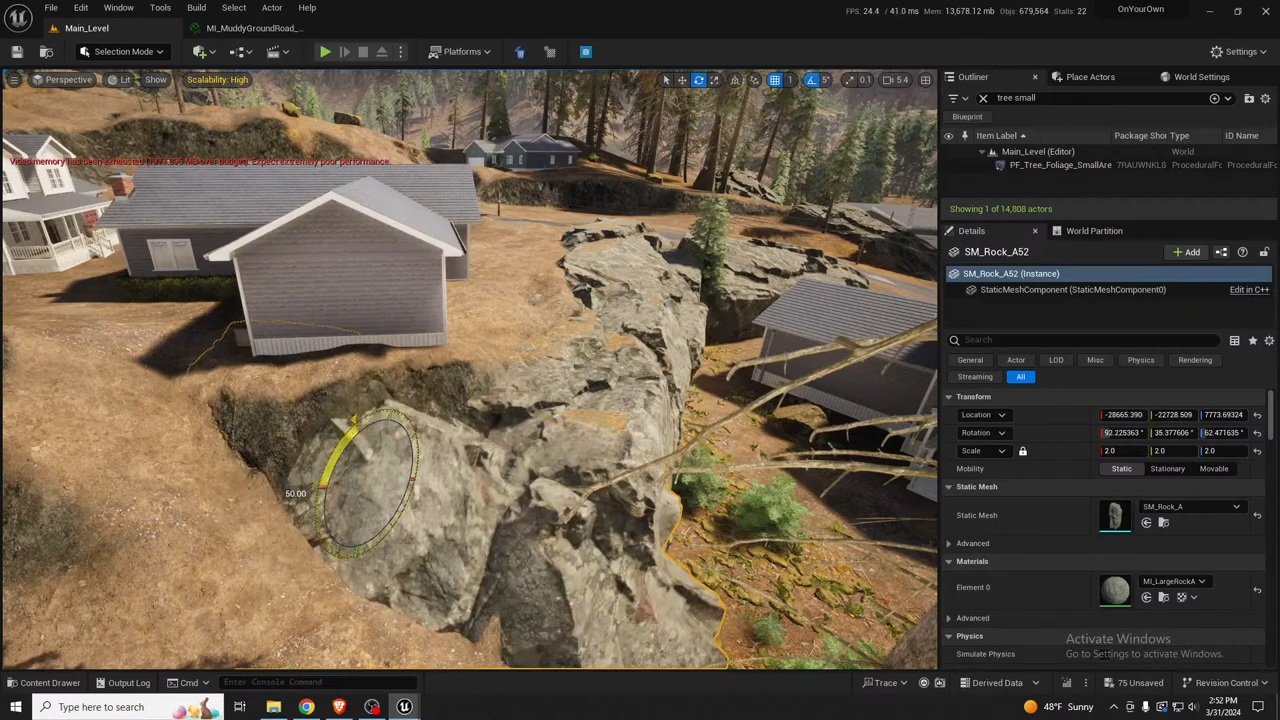 File Edit Window Tools Build Select Actor Help
FPS: 24.4 / 41.0 ms Mem: 13,678.12 mb Objs: 679,564 Stalls: 22
OnYourOwn
Main_Level
MI_MuddyGroundRoad_...
Selection Mode
Platforms
Settings
Perspective Lit Show Scalability: High
1 5° 0.1 5.4
50.00
Outliner Place Actors World Settings
tree small
Blueprint
Item Label Package Shor Type ID Name
Main_Level (Editor) World
PF_Tree_Foliage_SmallAre 7RAUWNKL8 ProceduralFc ProceduralFc
Showing 1 of 14,808 actors
Details World Partition
SM_Rock_A52
Add
SM_Rock_A52 (Instance)
StaticMeshComponent (StaticMeshComponent0) Edit in C++
Search
General Actor LOD Misc Physics Rendering
Streaming All
Transform
Location -28665.390 -22728.509 7773.69324
Rotation 92.225363° 35.377606° 62.471635°
Scale 2.0 2.0 2.0
Mobility Static Stationary Movable
Static Mesh
Static Mesh SM_Rock_A
Advanced
Materials
Element 0 MI_LargeRockA
Advanced
Physics
Simulate Physics
Activate Windows
Go to Settings to activate Windows.
Content Drawer Output Log Cmd Enter Console Command
Trace Derived Data 75 Unsaved Revision Control
Type here to search
48°F Sunny
2:52 PM
3/31/2024